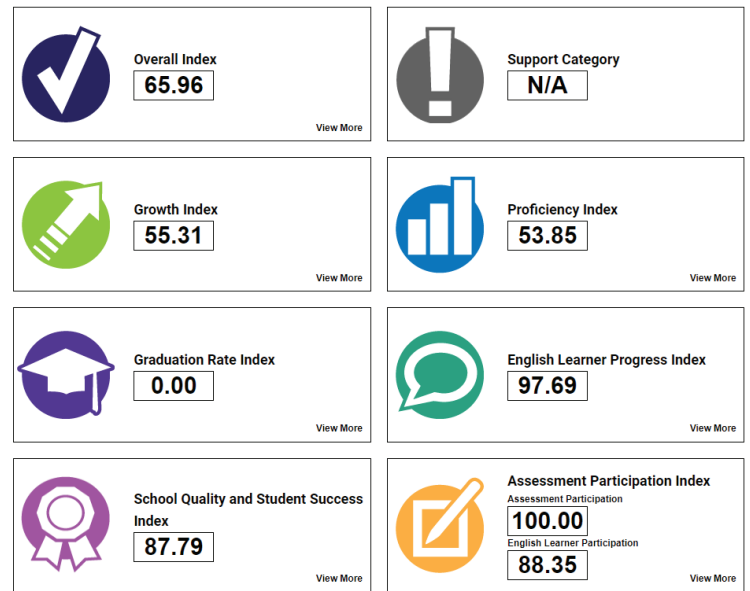 Overall Index
65.96
View More
Support Category
N/A
Growth Index
55.31
View More
Proficiency Index
53.85
View More
Graduation Rate Index
0.00
View More
English Learner Progress Index
97.69
View More
School Quality and Student Success
Index
87.79
View More
Assessment Participation Index
Assessment Participation
100.00
English Learner Participation
88.35
View More